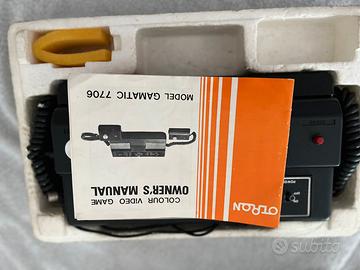 OTRON
COLOUR VIDEO GAME
OWNER'S MANUAL
MODEL GAMATIC 7706
subito